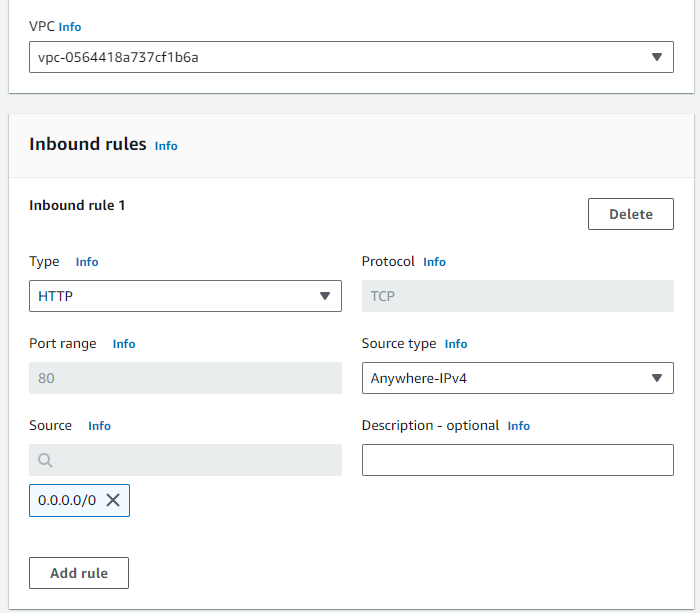 VPC Info
vpc-0564418a737cf1b6a
Inbound rules Info
Inbound rule 1
Delete
Type Info
Protocol Info
HTTP
TCP
Port range Info
Source type Info
80
Anywhere-IPv4
Source Info
Description - optional Info
0.0.0.0/0
Add rule